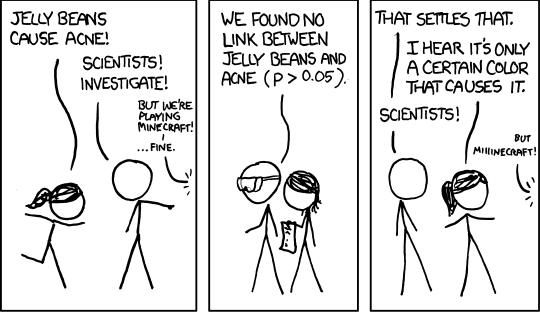 JELLY BEANS
CAUSE ACNE!
SCIENTISTS!
INVESTIGATE!
BUT WE'RE
PLAYING
MINECRAFT!
...FINE.
WE FOUND NO
LINK BETWEEN
JELLY BEANS AND
ACNE (P > 0.05).
THAT SETTLES THAT.
I HEAR IT'S ONLY
A CERTAIN COLOR
THAT CAUSES IT.
SCIENTISTS!
BUT
MIIINECRAFT!